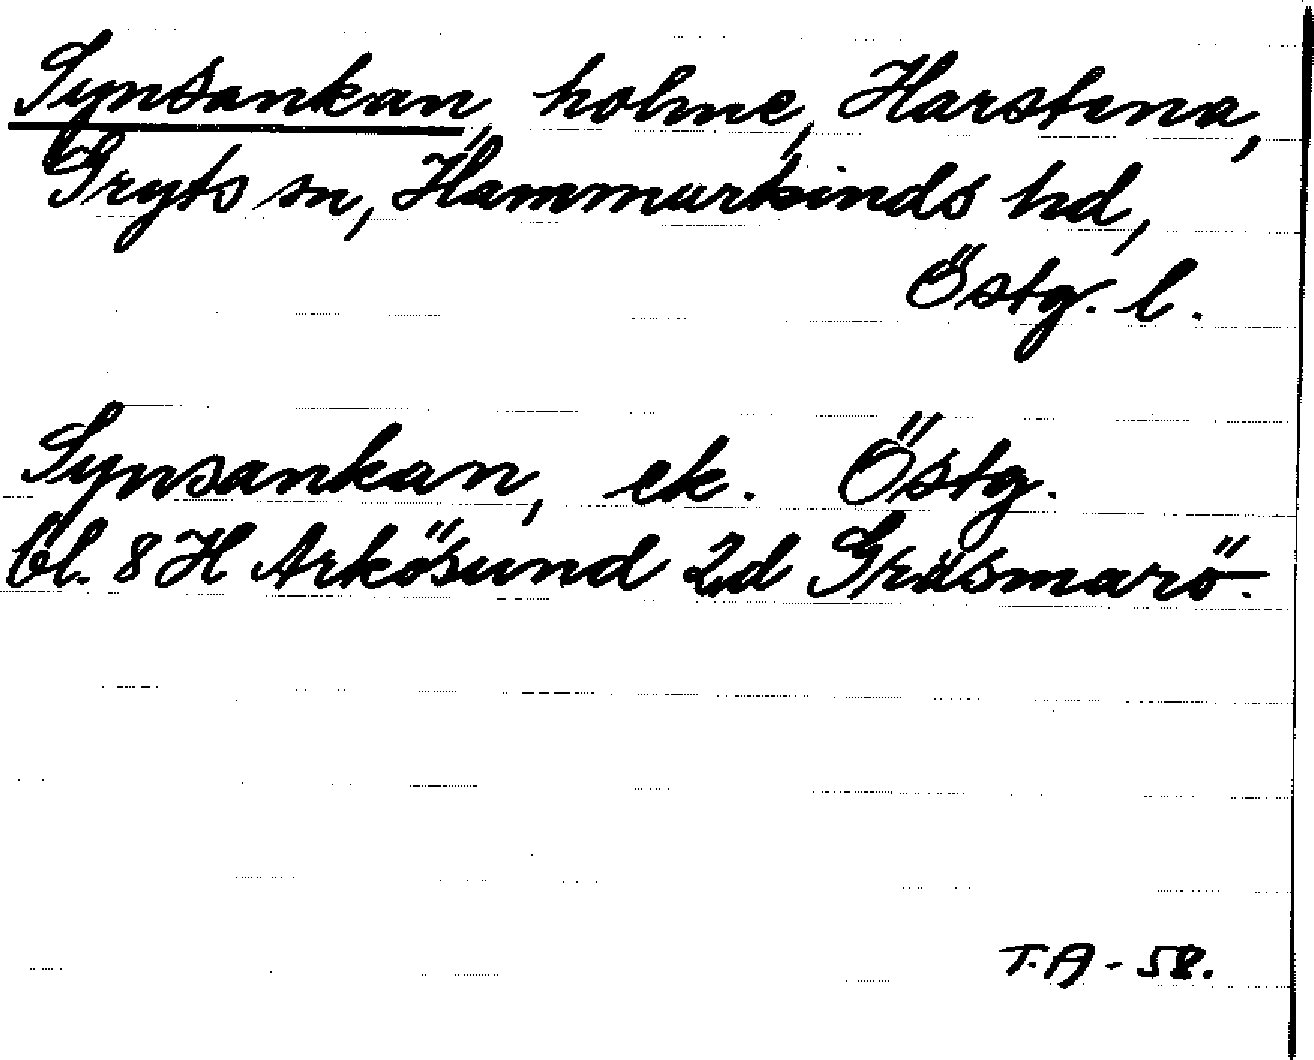 Synsankan, holme, Harstena,
Gryts sn, Hammarkinds hd,
Östg. l.
Synsankan, ek. Östg.
bl. 8 H Arkösund 2d Gräsmarö.
T.A - 58.